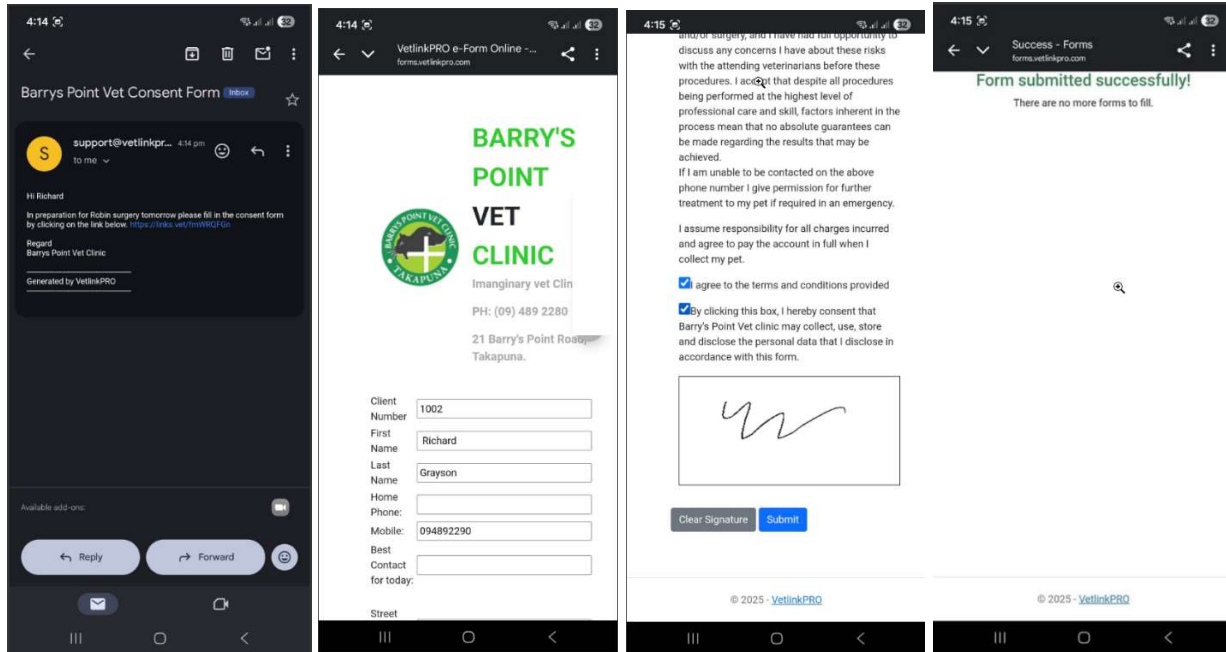 4:14
32
Barrys Point Vet Consent Form Inbox
S
support@vetlinkpr... 4:14 pm
to me
Hi Richard
In preparation for Robin surgery tomorrow please fill in the consent form
by clicking on the link below. https://links.vet/fmWRQFGn
Regard
Barrys Point Vet Clinic
Generated by VetlinkPRO
Available add-ons:
Reply
Forward
4:14
32
VetlinkPRO e-Form Online -...
forms.vetlinkpro.com
BARRYS POINT VET CLINIC
TAKAPUNA
BARRY'S
POINT
VET
CLINIC
Imanginary vet Clin
PH: (09) 489 2280
21 Barry's Point Road,
Takapuna.
Client
Number
1002
First
Name
Richard
Last
Name
Grayson
Home
Phone:
Mobile:
094892290
Best
Contact
for today:
Street
4:15
32
and/or surgery, and I have had full opportunity to
discuss any concerns I have about these risks
with the attending veterinarians before these
procedures. I accept that despite all procedures
being performed at the highest level of
professional care and skill, factors inherent in the
process mean that no absolute guarantees can
be made regarding the results that may be
achieved.
If I am unable to be contacted on the above
phone number I give permission for further
treatment to my pet if required in an emergency.
I assume responsibility for all charges incurred
and agree to pay the account in full when I
collect my pet.
I agree to the terms and conditions provided
By clicking this box, I hereby consent that
Barry's Point Vet clinic may collect, use, store
and disclose the personal data that I disclose in
accordance with this form.
Clear Signature
Submit
© 2025 - VetlinkPRO
4:15
32
Success - Forms
forms.vetlinkpro.com
Form submitted successfully!
There are no more forms to fill.
© 2025 - VetlinkPRO